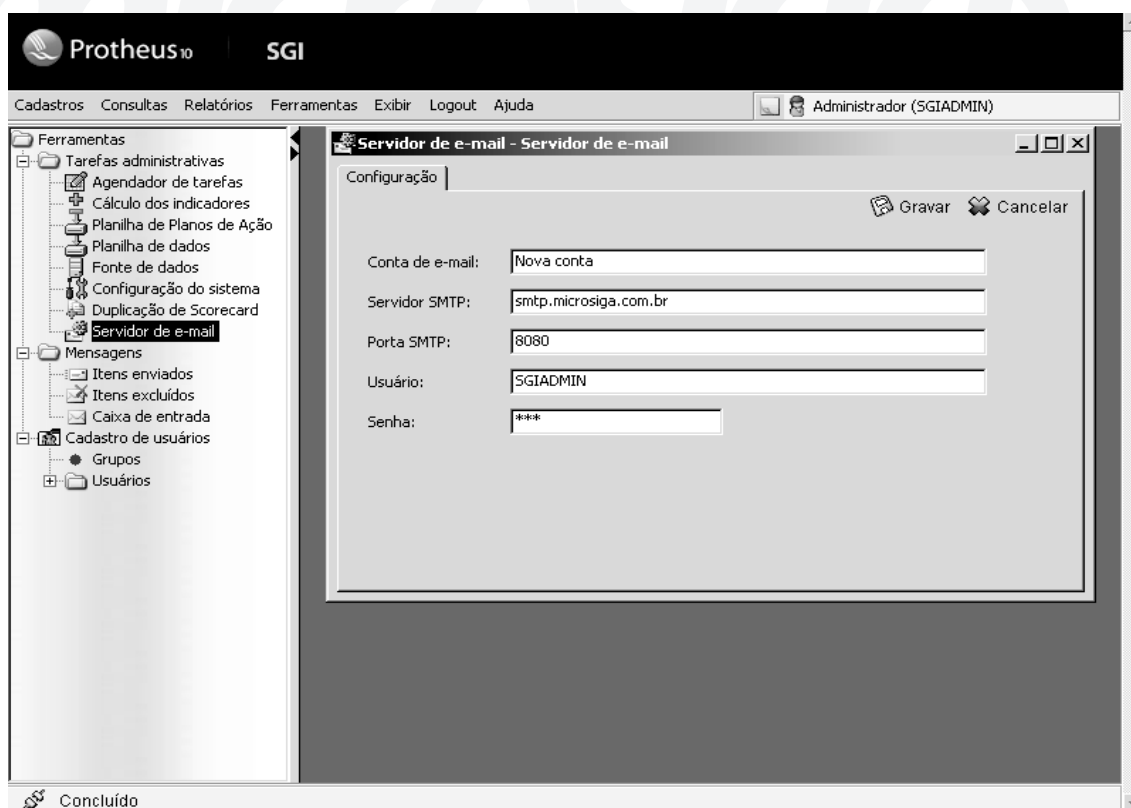 Protheus10 SGI
Cadastros Consultas Relatórios Ferramentas Exibir Logout Ajuda Administrador (SGIADMIN)
Ferramentas
Tarefas administrativas
Agendador de tarefas
Cálculo dos indicadores
Planilha de Planos de Ação
Planilha de dados
Fonte de dados
Configuração do sistema
Duplicação de Scorecard
Servidor de e-mail
Mensagens
Itens enviados
Itens excluídos
Caixa de entrada
Cadastro de usuários
Grupos
Usuários
Servidor de e-mail - Servidor de e-mail
Configuração
Gravar Cancelar
Conta de e-mail: Nova conta
Servidor SMTP: smtp.microsiga.com.br
Porta SMTP: 8080
Usuário: SGIADMIN
Senha: ***
Concluído